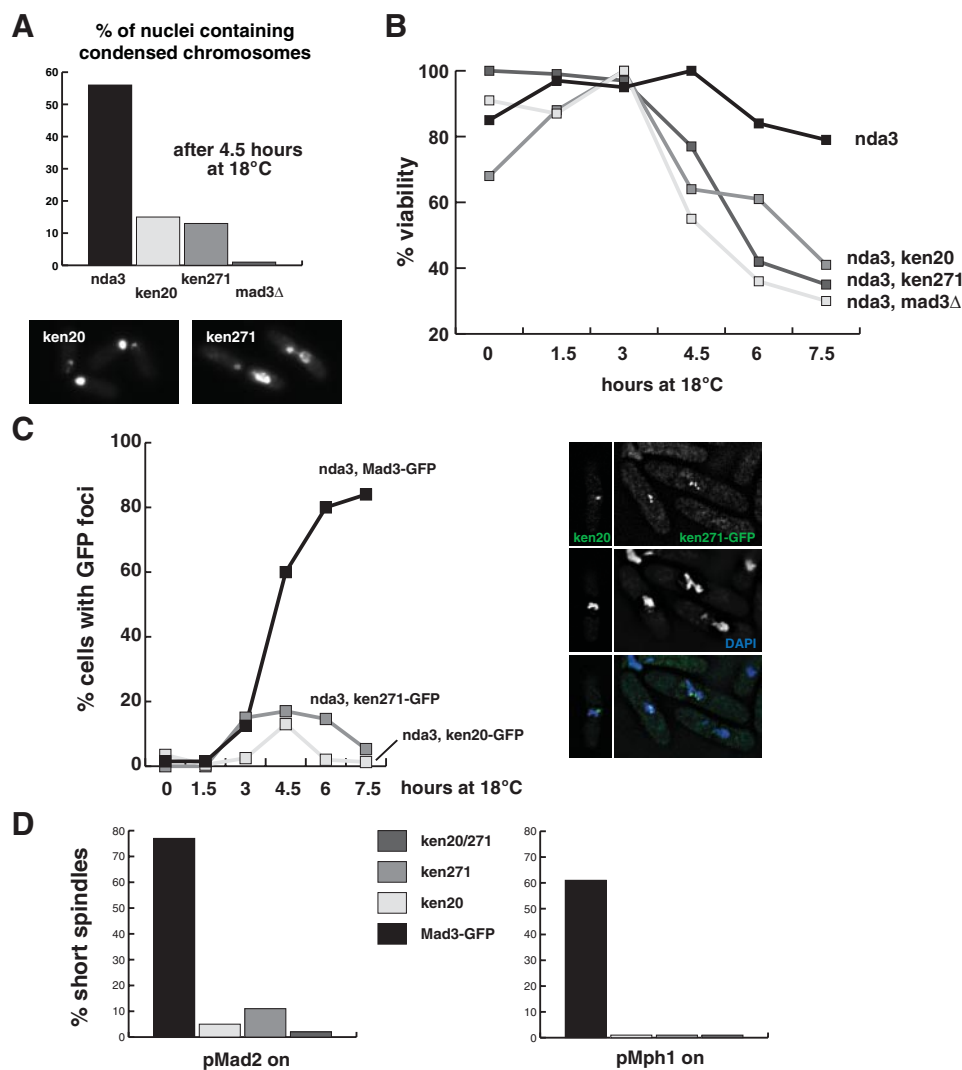 A
% of nuclei containing
condensed chromosomes
60
50
40
30
20
10
0
after 4.5 hours
at 18°C
nda3
ken20
ken271
mad3Δ
ken20
ken271
B
% viability
100
80
60
40
20
nda3
nda3, ken20
nda3, ken271
nda3, mad3Δ
0 1.5 3 4.5 6 7.5
hours at 18°C
C
% cells with GFP foci
100
80
60
40
20
0
nda3, Mad3-GFP
nda3, ken271-GFP
nda3, ken20-GFP
0 1.5 3 4.5 6 7.5 hours at 18°C
ken20
ken271-GFP
DAPI
D
% short spindles
80
70
60
50
40
30
20
10
0
pMad2 on
ken20/271
ken271
ken20
Mad3-GFP
80
70
60
50
40
30
20
10
0
pMph1 on